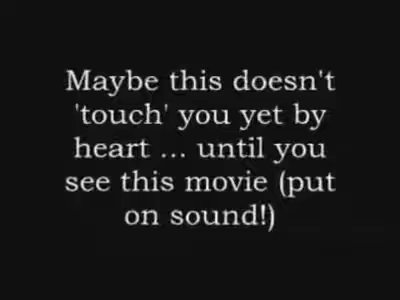 Maybe this doesn't
'touch' you yet by
heart ... until you
see this movie (put
on sound!)